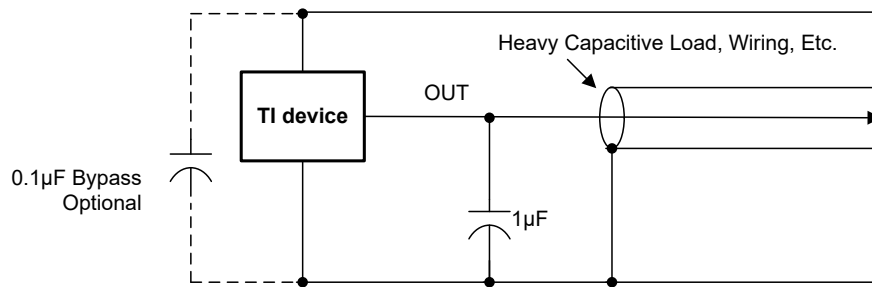 Heavy Capacitive Load, Wiring, Etc.
OUT
TI device
0.1μF Bypass
Optional
1μF